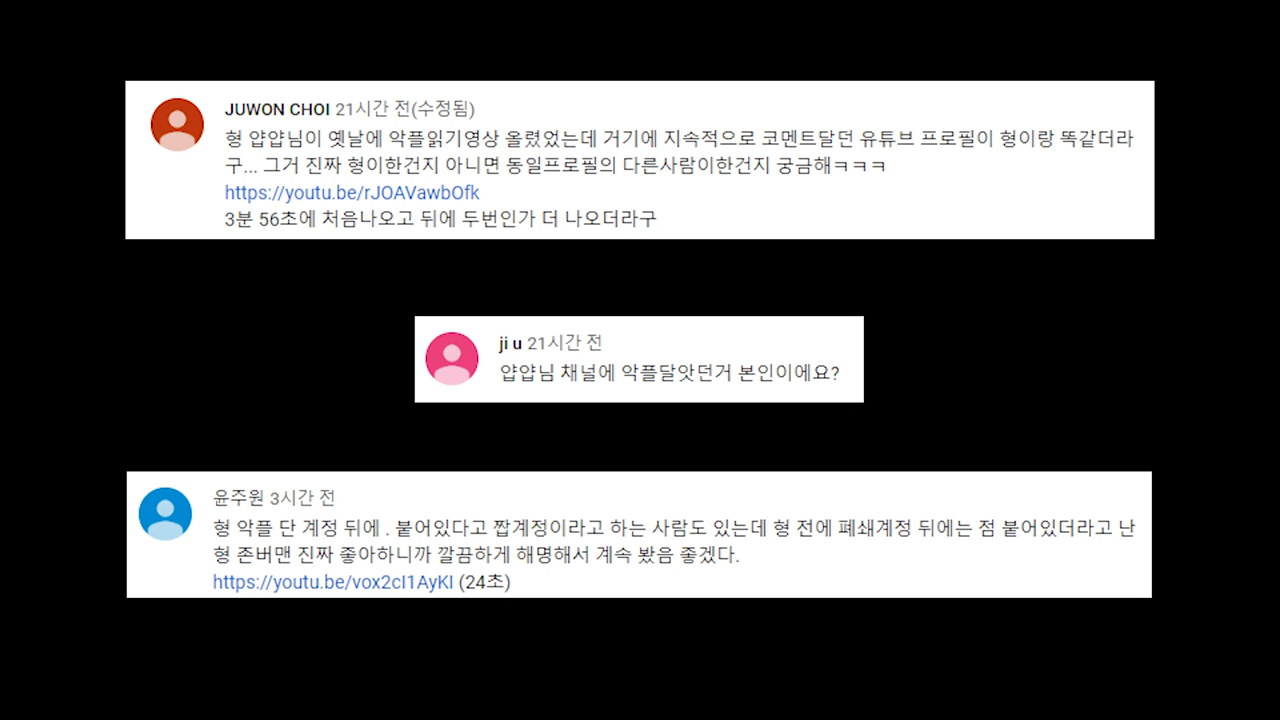 JUWON CHOI 21시간 전(수정됨)
형 얍얍님이 옛날에 악플읽기영상 올렸었는데 거기에 지속적으로 코멘트달던 유튜브 프로필이 형이랑 똑같더라
구... 그거 진짜 형이한건지 아니면 동일프로필의 다른사람이한건지 궁금해ㅋㅋㅋ
https://youtu.be/rJOAVawbOfk
3분 56초에 처음나오고 뒤에 두번인가 더 나오더라구
ji u 21시간 전
얍얍님 채널에 악플달앗던거 본인이에요?
윤주원 3시간 전
형 악플 단 계정 뒤에 . 붙어있다고 짭계정이라고 하는 사람도 있는데 형 전에 폐쇄계정 뒤에는 점 붙어있더라고 난
형 존버맨 진짜 좋아하니까 깔끔하게 해명해서 계속 봤음 좋겠다.
https://youtu.be/vox2cI1AyKI (24초)